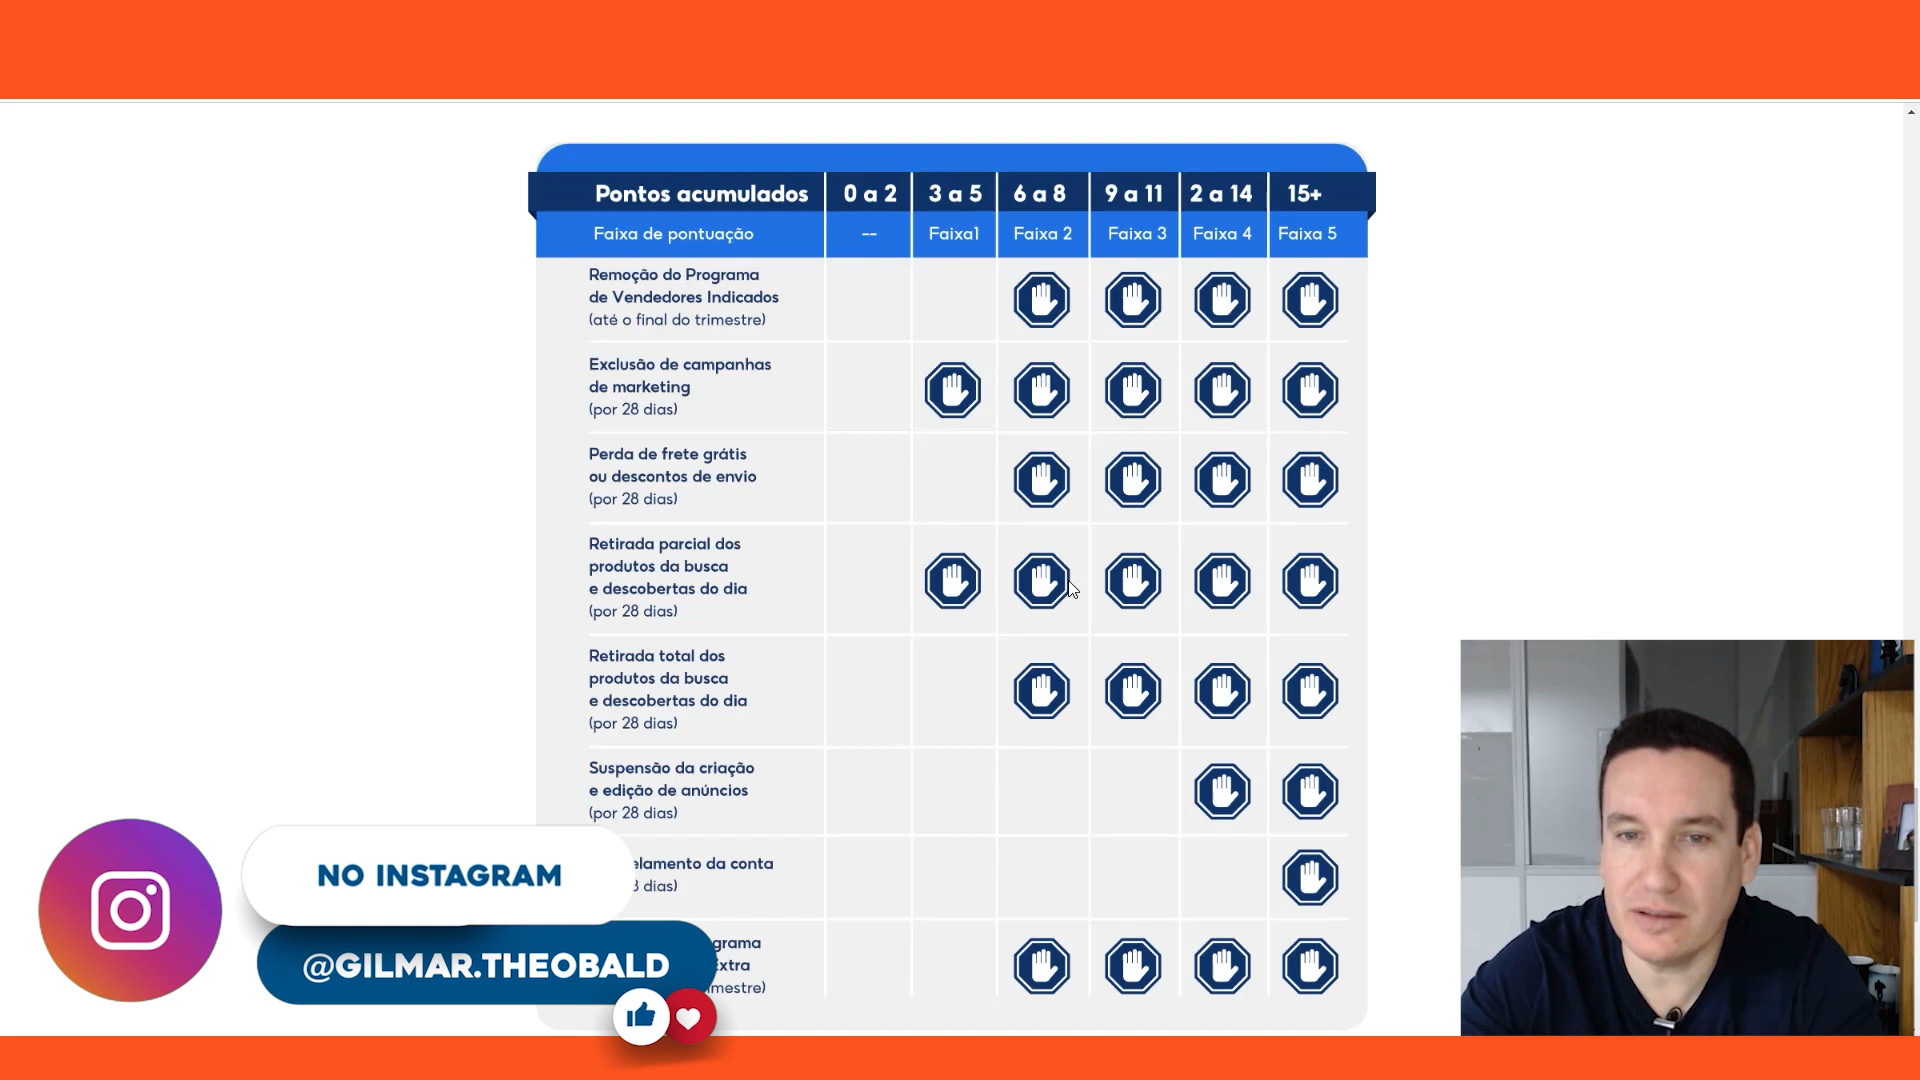 Pontos acumulados 0 a 2 3 a 5 6 a 8 9 a 11 2 a 14 15+
Faixa de pontuação -- Faixa1 Faixa 2 Faixa 3 Faixa 4 Faixa 5
Remoção do Programa
de Vendedores Indicados
(até o final do trimestre)
Exclusão de campanhas
de marketing
(por 28 dias)
Perda de frete grátis
ou descontos de envio
(por 28 dias)
Retirada parcial dos
produtos da busca
e descobertas do dia
(por 28 dias)
Retirada total dos
produtos da busca
e descobertas do dia
(por 28 dias)
Suspensão da criação
e edição de anúncios
(por 28 dias)
elamento da conta
8 dias)
grama
Extra
imestre)
NO INSTAGRAM
@GILMAR.THEOBALD